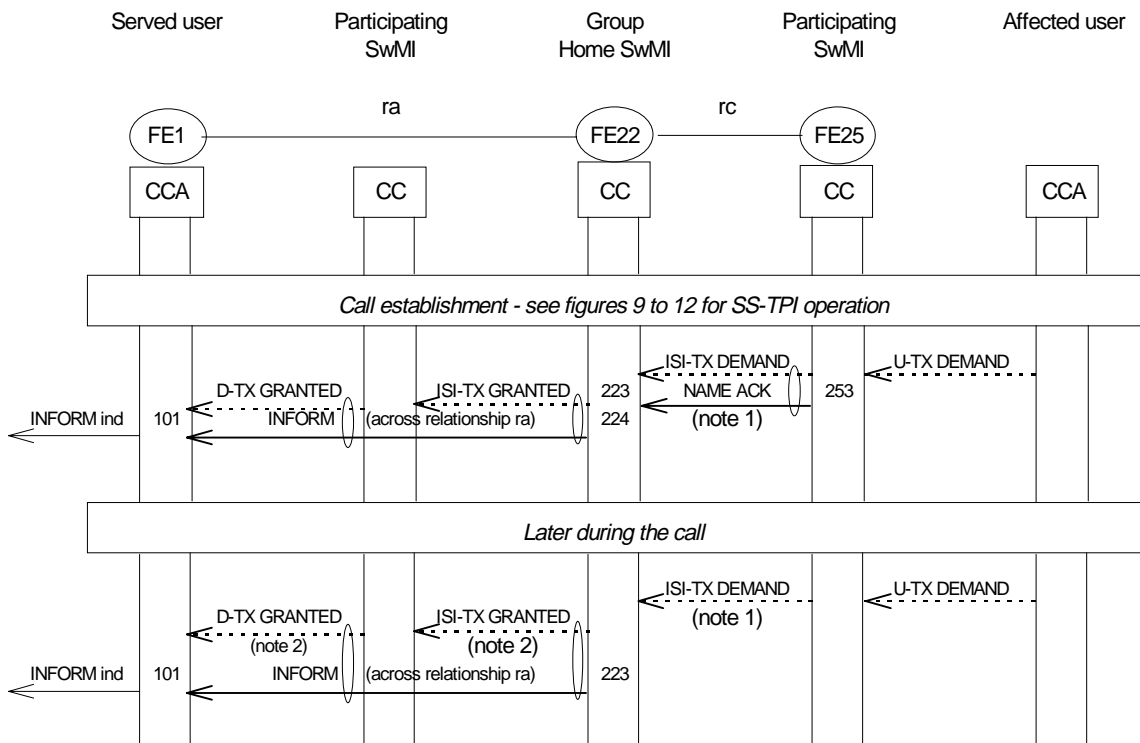 Served user
Participating
SwMI
Group
Home SwMI
Participating
SwMI
Affected user
ra
rc
FE1
FE22
FE25
CCA
CC
CC
CC
CCA
Call establishment - see figures 9 to 12 for SS-TPI operation
ISI-TX DEMAND
U-TX DEMAND
D-TX GRANTED
ISI-TX GRANTED
223
NAME ACK
253
INFORM ind
101
INFORM
(across relationship ra)
224
(note 1)
Later during the call
ISI-TX DEMAND
U-TX DEMAND
D-TX GRANTED
ISI-TX GRANTED
(note 1)
(note 2)
(note 2)
INFORM ind
101
INFORM
(across relationship ra)
223